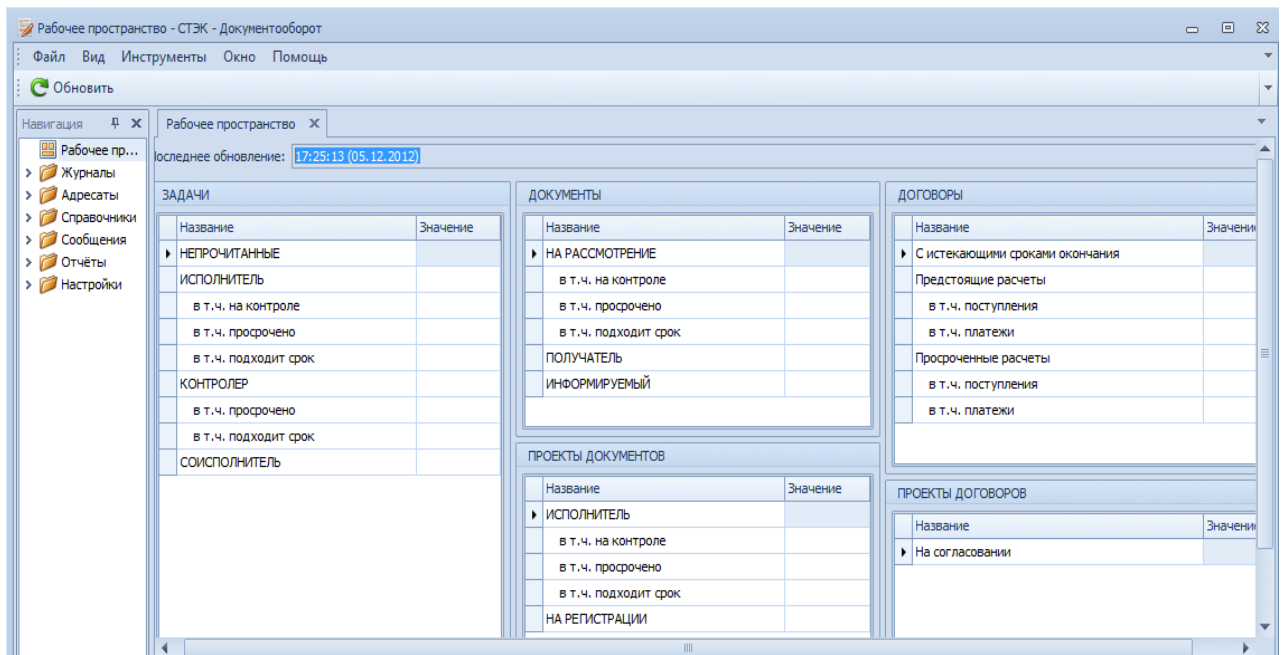 Рабочее пространство - СТЭК - Документооборот
Файл Вид Инструменты Окно Помощь
Обновить
Навигация
Рабочее пр...
Журналы
Адресаты
Справочники
Сообщения
Отчёты
Настройки
Рабочее пространство
оследнее обновление: 17:25:13 (05.12.2012)
ЗАДАЧИ
Название Значение
НЕПРОЧИТАННЫЕ
ИСПОЛНИТЕЛЬ
в т.ч. на контроле
в т.ч. просрочено
в т.ч. подходит срок
КОНТРОЛЕР
в т.ч. просрочено
в т.ч. подходит срок
СОИСПОЛНИТЕЛЬ
ДОКУМЕНТЫ
Название Значение
НА РАССМОТРЕНИЕ
в т.ч. на контроле
в т.ч. просрочено
в т.ч. подходит срок
ПОЛУЧАТЕЛЬ
ИНФОРМИРУЕМЫЙ
ПРОЕКТЫ ДОКУМЕНТОВ
Название Значение
ИСПОЛНИТЕЛЬ
в т.ч. на контроле
в т.ч. просрочено
в т.ч. подходит срок
НА РЕГИСТРАЦИИ
ДОГОВОРЫ
Название Значени
С истекающими сроками окончания
Предстоящие расчеты
в т.ч. поступления
в т.ч. платежи
Просроченные расчеты
в т.ч. поступления
в т.ч. платежи
ПРОЕКТЫ ДОГОВОРОВ
Название Значени
На согласовании